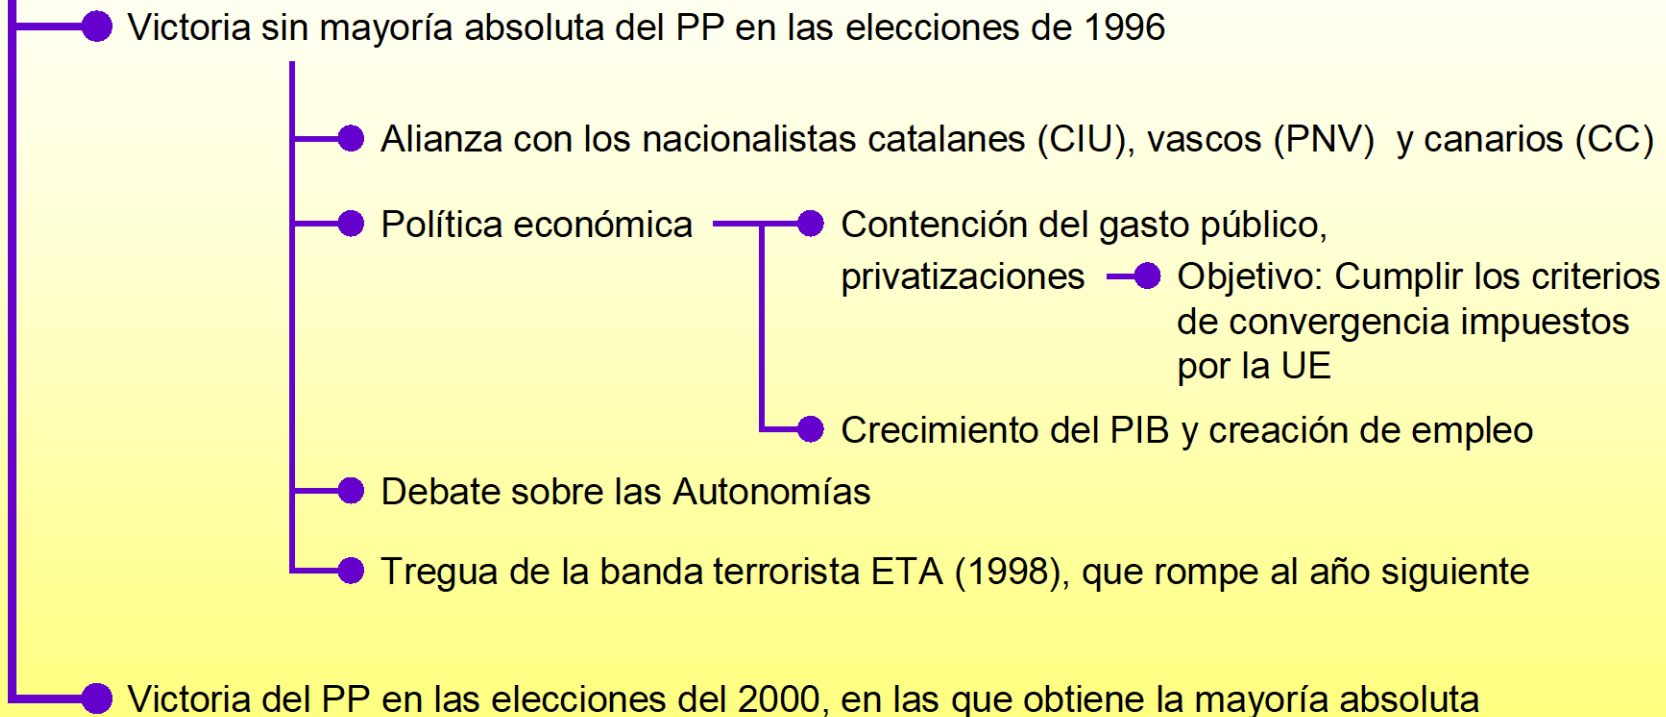 Victoria sin mayoría absoluta del PP en las elecciones de 1996
Alianza con los nacionalistas catalanes (CIU), vascos (PNV) y canarios (CC)
Política económica
Contención del gasto público,
privatizaciones
Objetivo: Cumplir los criterios
de convergencia impuestos
por la UE
Crecimiento del PIB y creación de empleo
Debate sobre las Autonomías
Tregua de la banda terrorista ETA (1998), que rompe al año siguiente
Victoria del PP en las elecciones del 2000, en las que obtiene la mayoría absoluta